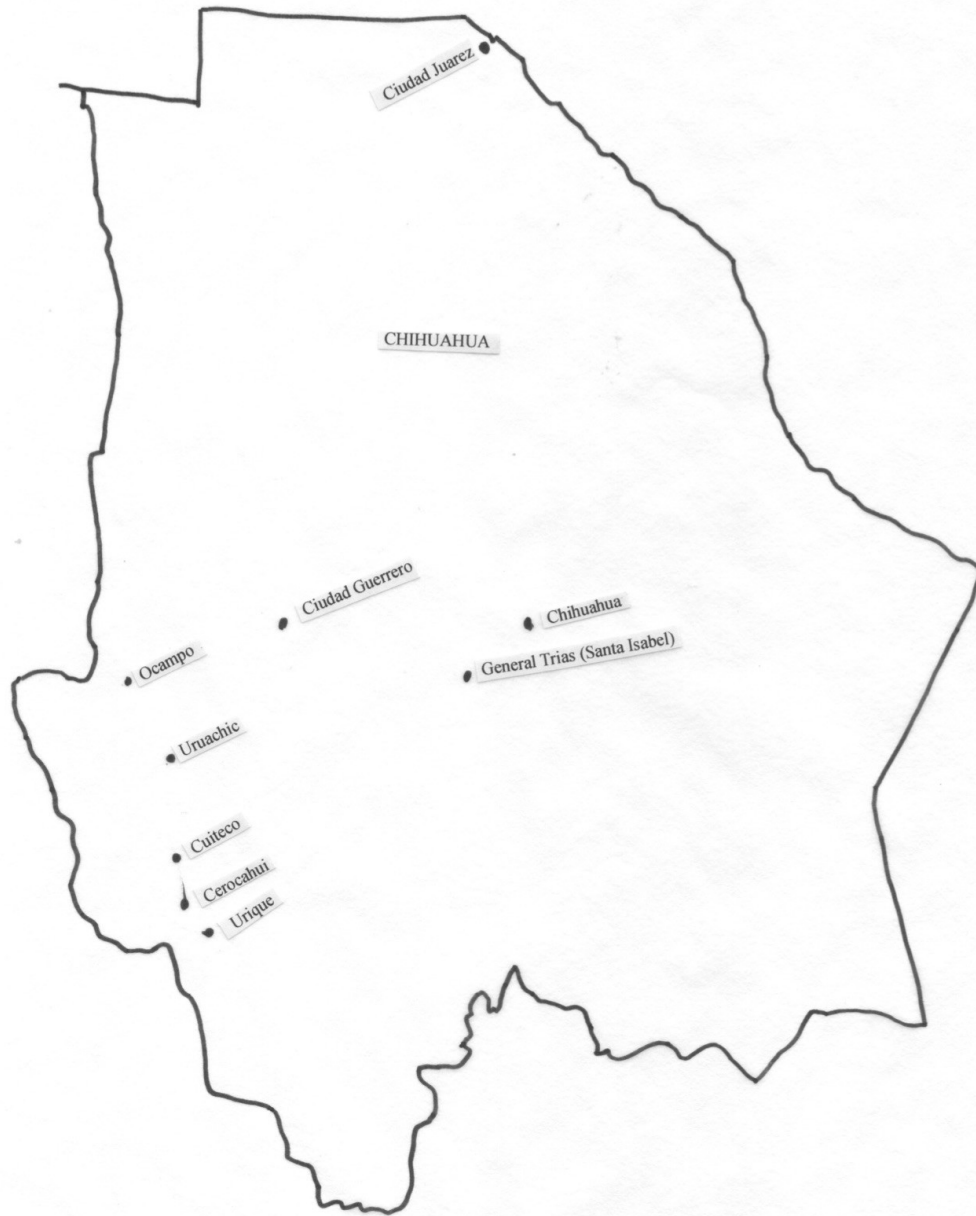 Ciudad Juarez
CHIHUAHUA
Ciudad Guerrero
Chihuahua
General Trias (Santa Isabel)
Ocampo
Uruachic
Cuiteco
Cerocahui
Urique